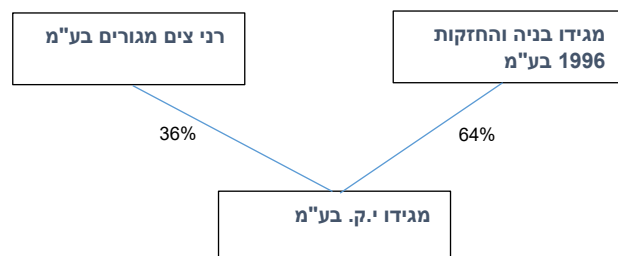 מגידו בניה והחזקות
1996 בע"מ
רני צים מגורים בע"מ
64%
36%
מגידו י.ק. בע"מ